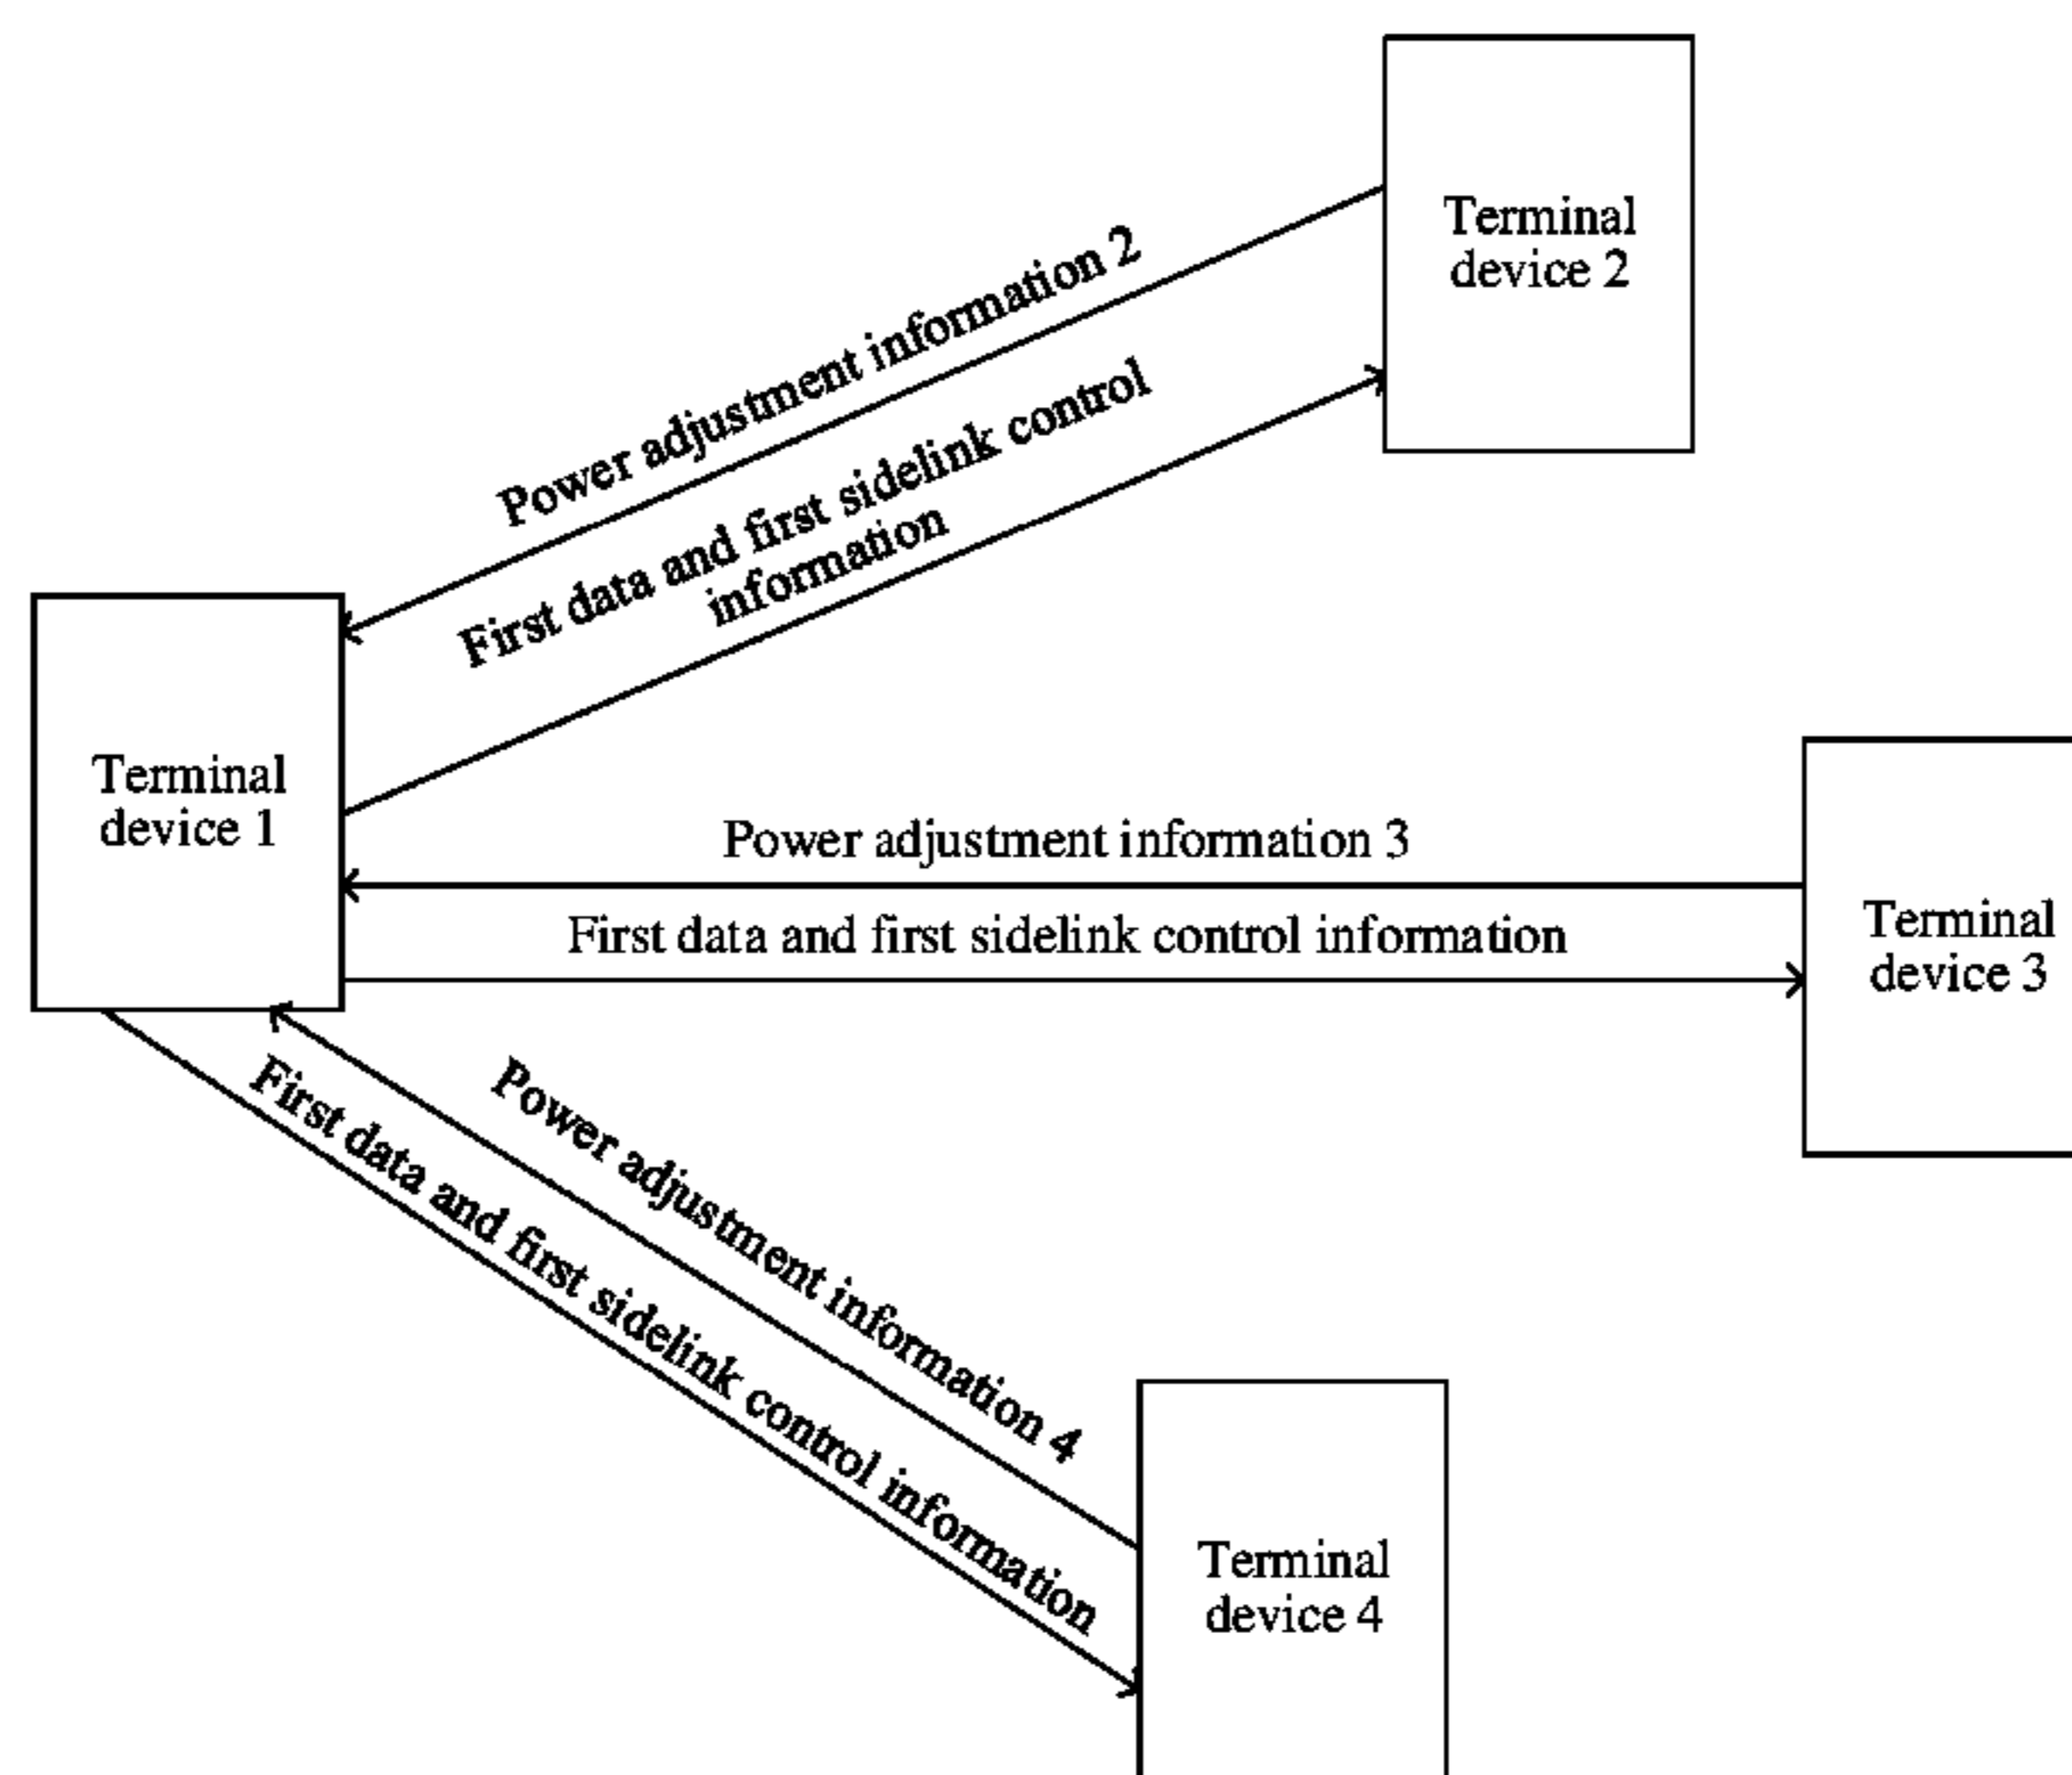 Terminal
device 2
Power adjustment information 2
First data and first sidelink control
information
Terminal
device 1
Power adjustment information 3
First data and first sidelink control information
Terminal
device 3
Power adjustment information 4
First data and first sidelink control information
Terminal
device 4